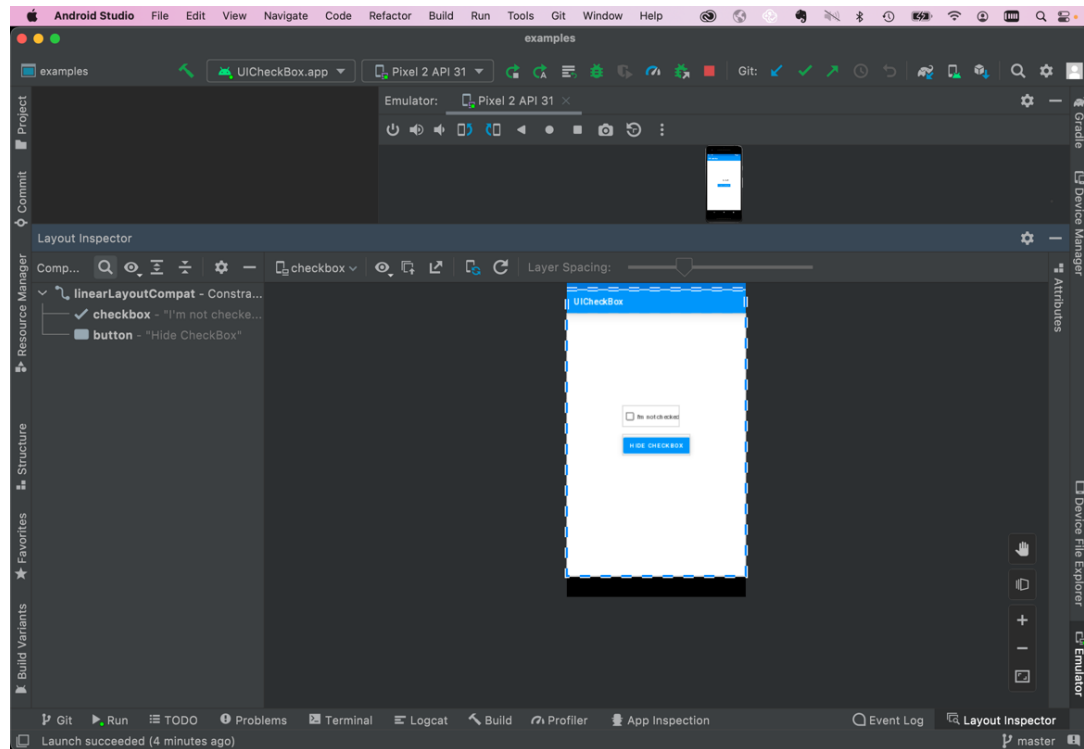 Android Studio File Edit View Navigate Code Refactor Build Run Tools Git Window Help
examples
examples UICheckBox.app Pixel 2 API 31 Git:
Emulator: Pixel 2 API 31
Project
Commit
Resource Manager
Structure
Favorites
Build Variants
Layout Inspector
Comp... checkbox Layer Spacing:
linearLayoutCompat - Constra...
checkbox - "I'm not checke...
button - "Hide CheckBox"
UICheckBox
I'm not checked
HIDE CHECKBOX
Gradle
Device Manager
Attributes
Device File Explorer
Emulator
Git Run TODO Problems Terminal Logcat Build Profiler App Inspection Event Log Layout Inspector
Launch succeeded (4 minutes ago) master